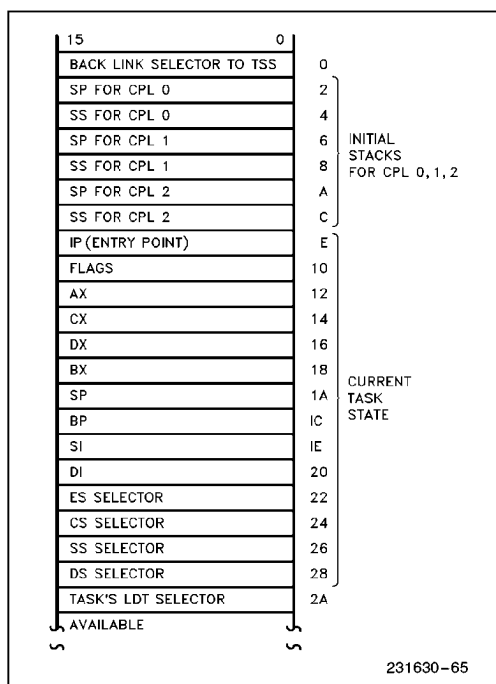 15 0
BACK LINK SELECTOR TO TSS 0
SP FOR CPL 0 2
SS FOR CPL 0 4
SP FOR CPL 1 6
SS FOR CPL 1 8
SP FOR CPL 2 A
SS FOR CPL 2 C
INITIAL
STACKS
FOR CPL 0, 1, 2
IP (ENTRY POINT) E
FLAGS 10
AX 12
CX 14
DX 16
BX 18
SP 1A
BP IC
SI IE
DI 20
ES SELECTOR 22
CS SELECTOR 24
SS SELECTOR 26
DS SELECTOR 28
CURRENT
TASK
STATE
TASK'S LDT SELECTOR 2A
AVAILABLE
231630-65